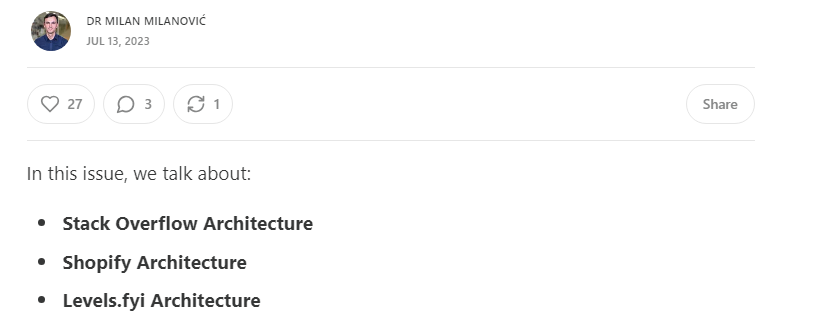 DR MILAN MILANOVIĆ
JUL 13, 2023
27
3
1
Share
In this issue, we talk about:
• Stack Overflow Architecture
• Shopify Architecture
• Levels.fyi Architecture